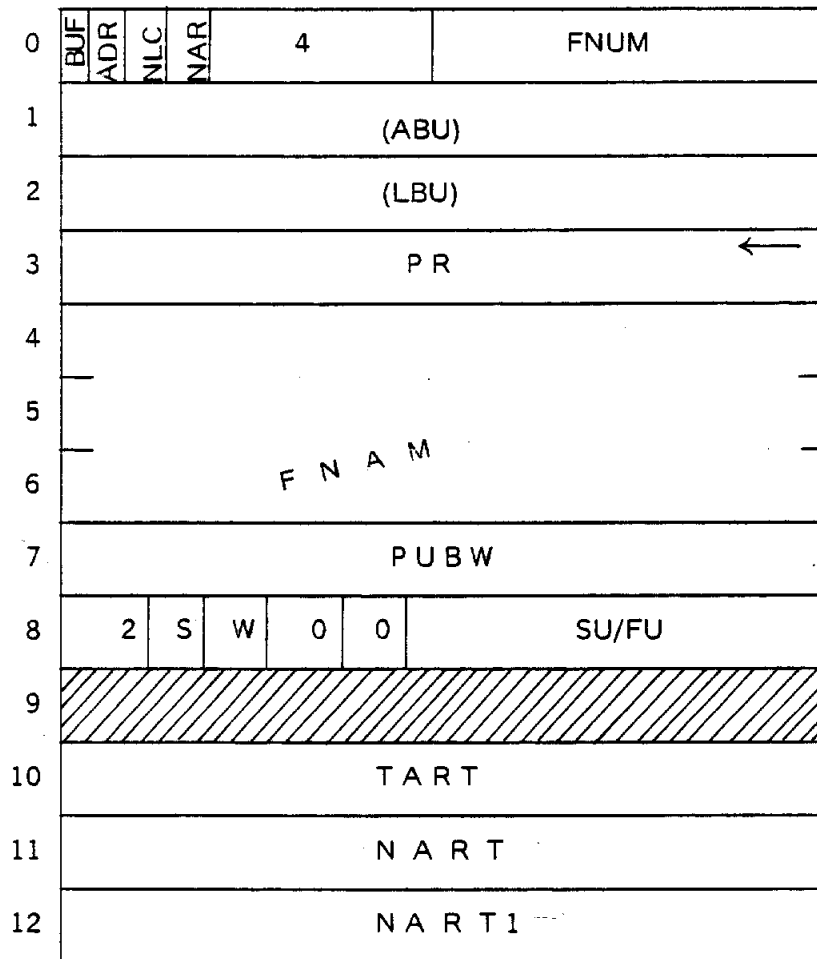 0 BUF ADR NLC NAR 4 FNUM
1 (ABU)
2 (LBU)
3 PR
4
5
6 FNAM
7 PUBW
8 2 S W 0 0 SU/FU
9
10 TART
11 NART
12 NART1